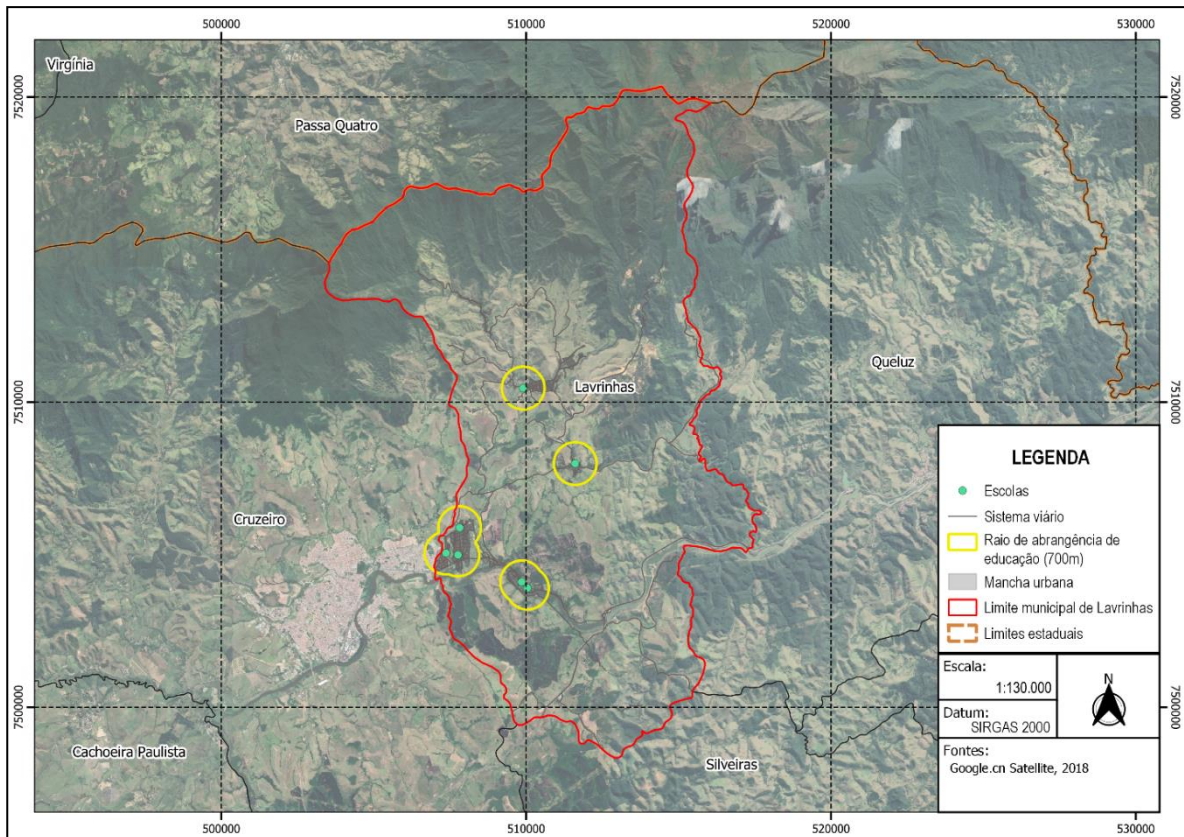 500000
510000
520000
530000
Virgínia
7520000
7520000
Passa Quatro
Queluz
Lavrinhas
7510000
7510000
Cruzeiro
LEGENDA
Escolas
Sistema viário
Raio de abrangência de
educação (700m)
Mancha urbana
Limite municipal de Lavrinhas
Limites estaduais
Escala:
1:130.000
N
Datum:
SIRGAS 2000
7500000
7500000
Fontes:
Google.cn Satellite, 2018
Cachoeira Paulista
Silveiras
500000
510000
520000
530000